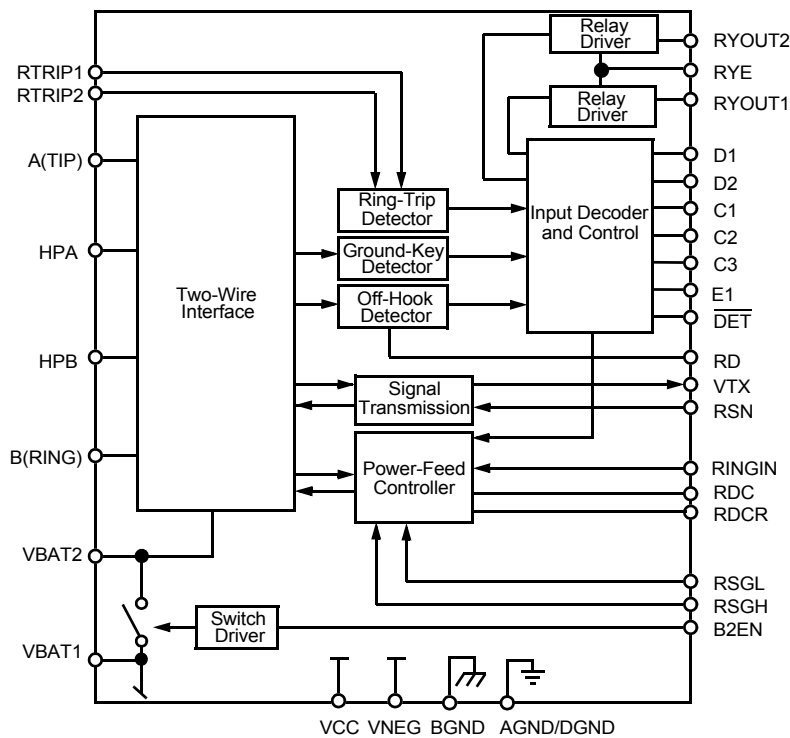 Relay
Driver
RYOUT2
RYE
RTRIP1
RTRIP2
Relay
Driver
RYOUT1
A(TIP)
D1
D2
Ring-Trip
Detector
Input Decoder
and Control
C1
C2
HPA
Ground-Key
Detector
C3
Two-Wire
Interface
Off-Hook
Detector
E1
DET
HPB
RD
Signal
Transmission
VTX
RSN
B(RING)
Power-Feed
Controller
RINGIN
RDC
RDCR
VBAT2
RSGL
RSGH
Switch
Driver
B2EN
VBAT1
VCC VNEG BGND AGND/DGND